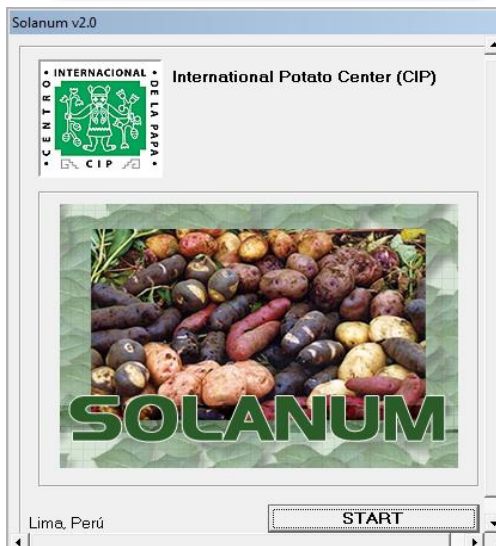 Solanum v2.0
• INTERNACIONAL •
CENTRO
DE LA PAPA
• CIP •
International Potato Center (CIP)
SOLANUM
Lima, Perú
START